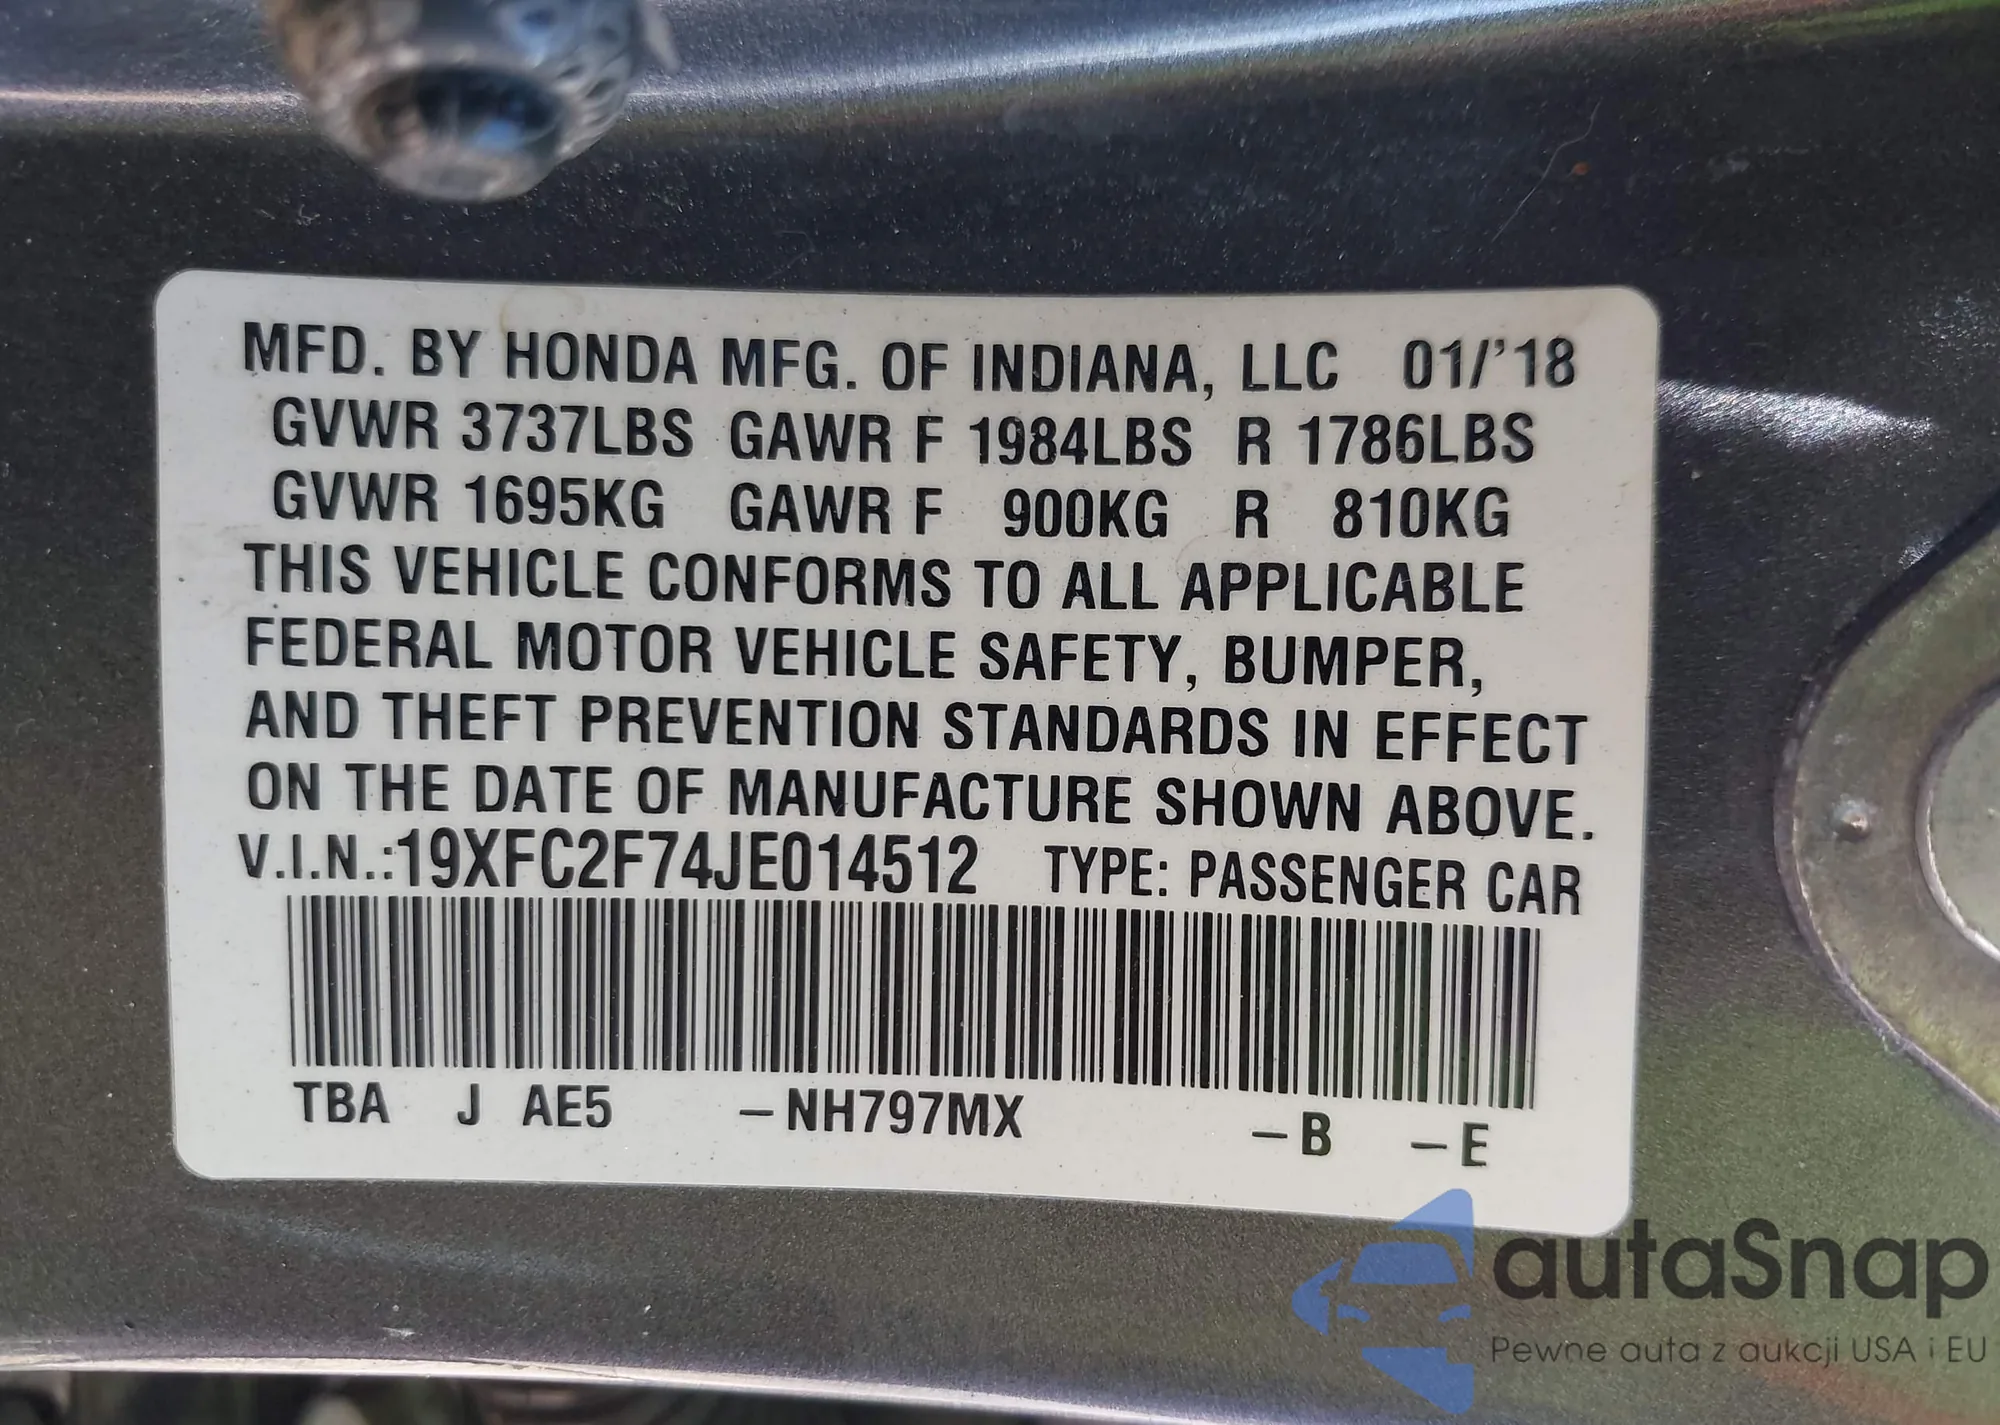 MFD. BY HONDA MFG. OF INDIANA, LLC 01/'18
GVWR 3737LBS GAWR F 1984LBS R 1786LBS
GVWR 1695KG GAWR F 900KG R 810KG
THIS VEHICLE CONFORMS TO ALL APPLICABLE
FEDERAL MOTOR VEHICLE SAFETY, BUMPER,
AND THEFT PREVENTION STANDARDS IN EFFECT
ON THE DATE OF MANUFACTURE SHOWN ABOVE.
V.I.N.:19XFC2F74JE014512 TYPE: PASSENGER CAR
TBA J AE5 –NH797MX –B –E
autaSnap
Pewne auta z aukcji USA i EU